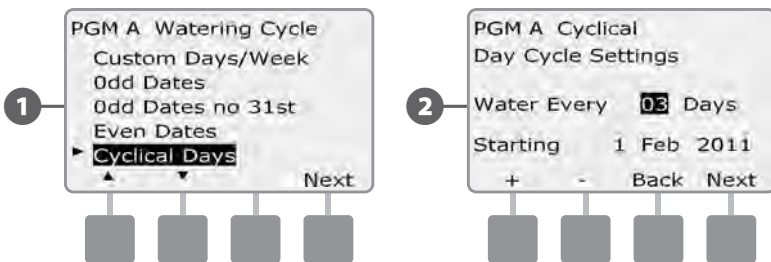 1
PGM A Watering Cycle
Custom Days/Week
Odd Dates
Odd Dates no 31st
Even Dates
Cyclical Days
Next
2
PGM A Cyclical
Day Cycle Settings
Water Every 03 Days
Starting 1 Feb 2011
+ - Back Next